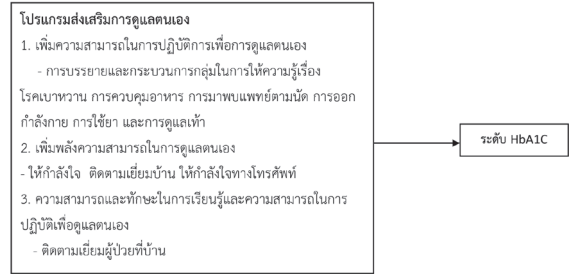 โปรแกรมส่งเสริมการดูแลตนเอง
1. เพิ่มความสามารถในการปฏิบัติการเพื่อการดูแลตนเอง
- การบรรยายและกระบวนการกลุ่มในการให้ความรู้เรื่อง
โรคเบาหวาน การควบคุมอาหาร การมาพบแพทย์ตามนัด การออก
กำลังกาย การใช้ยา และการดูแลเท้า
2. เพิ่มพลังความสามารถในการดูแลตนเอง
- ให้กำลังใจ ติดตามเยี่ยมบ้าน ให้กำลังใจทางโทรศัพท์
3. ความสามารถและทักษะในการเรียนรู้และความสามารถในการ
ปฏิบัติเพื่อดูแลตนเอง
- ติดตามเยี่ยมผู้ป่วยที่บ้าน
ระดับ HbA1C